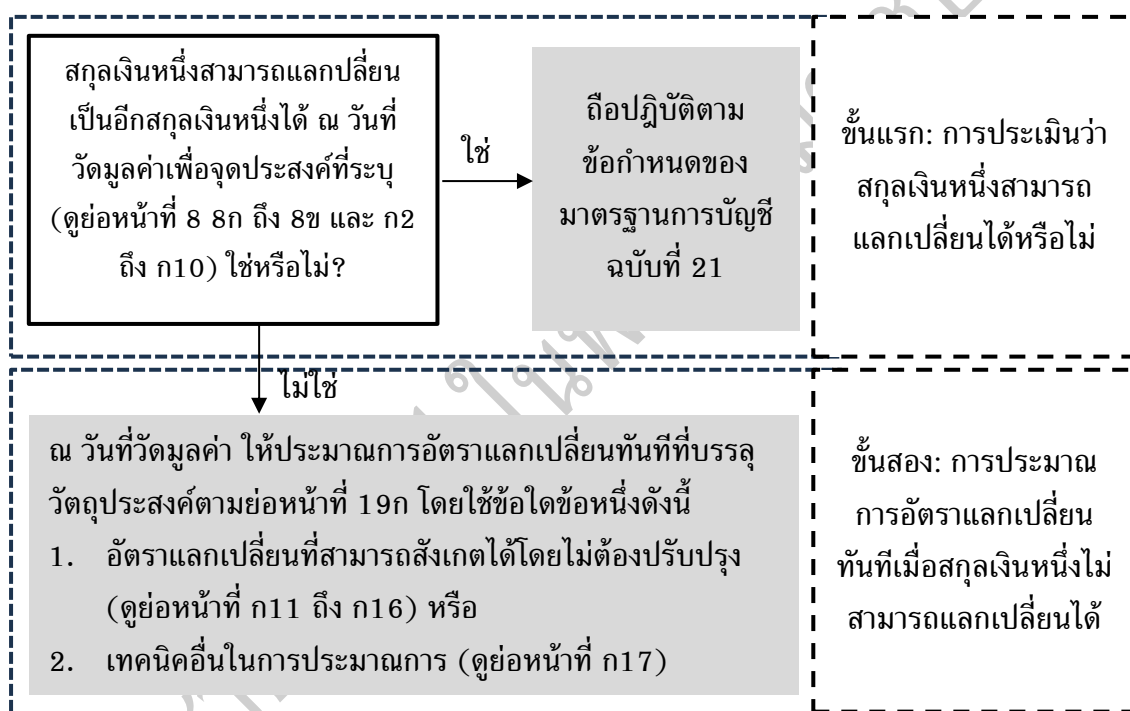 สกุลเงินหนึ่งสามารถแลกปลี่ยน
เป็นอีกสกุลเงินหนึ่งได้ ณ วันที่
วัดมูลค่าเพื่อจุดประสงค์ที่ระบุ
(ดูย่อหน้าที่ 8 8ก ถึง 8ข และ ก2
ถึง ก10) ใช่หรือไม่?
ใช่
ถือปฎิบัติตาม
ข้อกำหนดของ
มาตรฐานการบัญชี
ฉบับที่ 21
ขั้นแรก: การประเมินว่า
สกุลเงินหนึ่งสามารถ
แลกเปลี่ยนได้หรือไม่
ไม่ใช่
ณ วันที่วัดมูลค่า ให้ประมาณการอัตราแลกเปลี่ยนทันทีที่บรรลุ
วัตถุประสงค์ตามย่อหน้าที่ 19ก โดยใช้ข้อใดข้อหนึ่งดังนี้
1. อัตราแลกเปลี่ยนที่สามารถสังเกตได้โดยไม่ต้องปรับปรุง
(ดูย่อหน้าที่ ก11 ถึง ก16) หรือ
2. เทคนิคอื่นในการประมาณการ (ดูย่อหน้าที่ ก17)
ขั้นสอง: การประมาณ
การอัตราแลกเปลี่ยน
ทันทีเมื่อสกุลเงินหนึ่งไม่
สามารถแลกเปลี่ยนได้